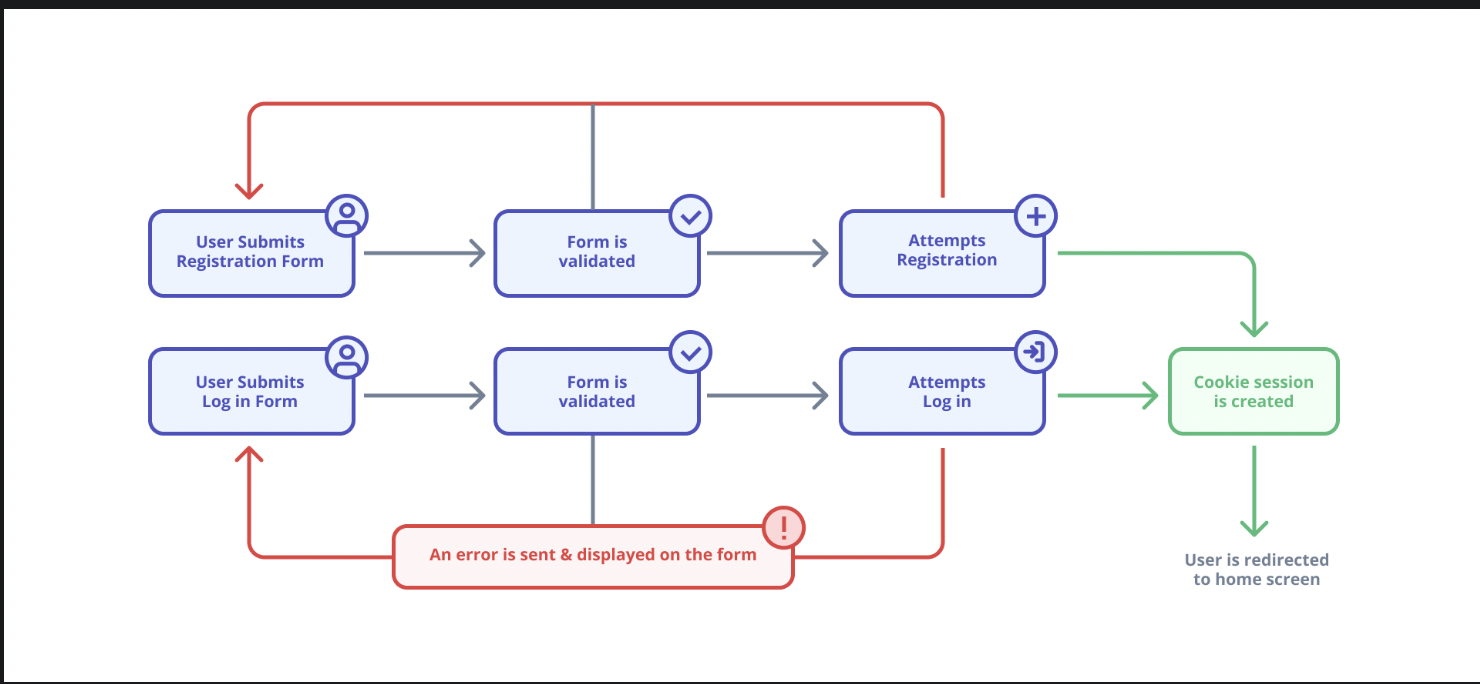 User Submits
Registration Form
Form is
validated
Attempts
Registration
User Submits
Log in Form
Form is
validated
Attempts
Log in
Cookie session
is created
An error is sent & displayed on the form
!
User is redirected
to home screen